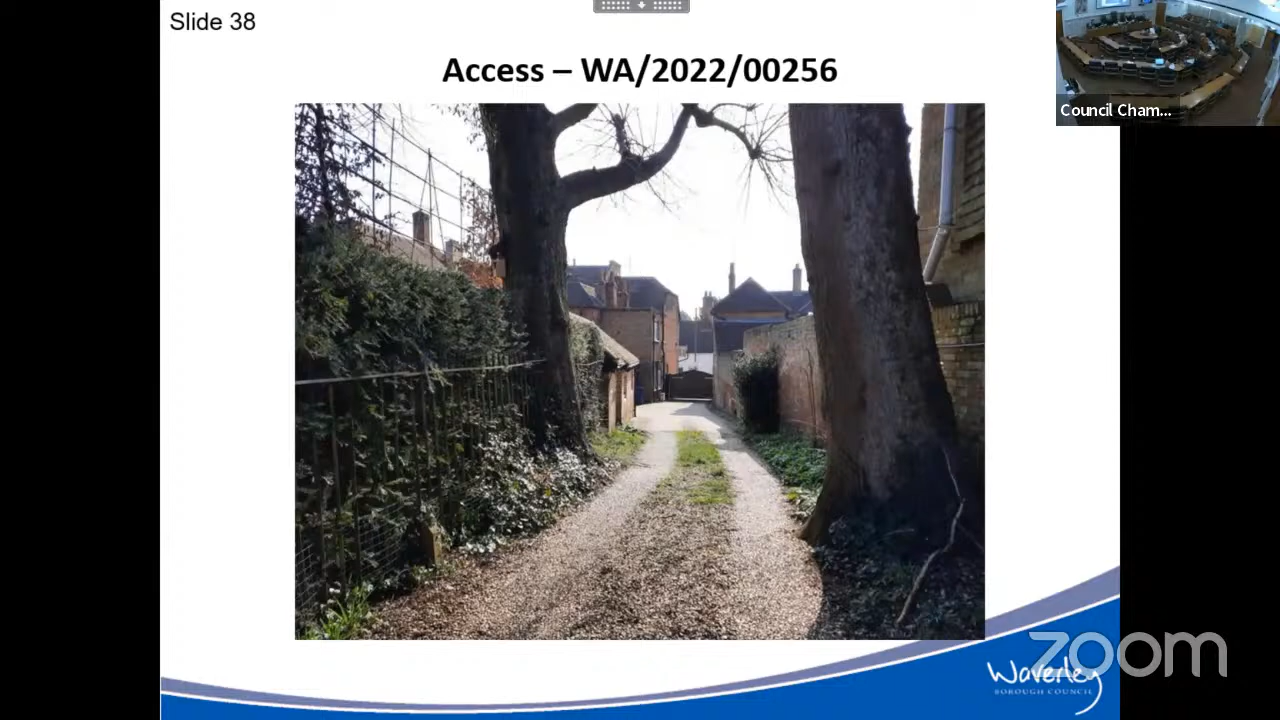 Slide 38
Access – WA/2022/00256
Council Cham...
zoom
Waverley
BOROUGH COUNCIL